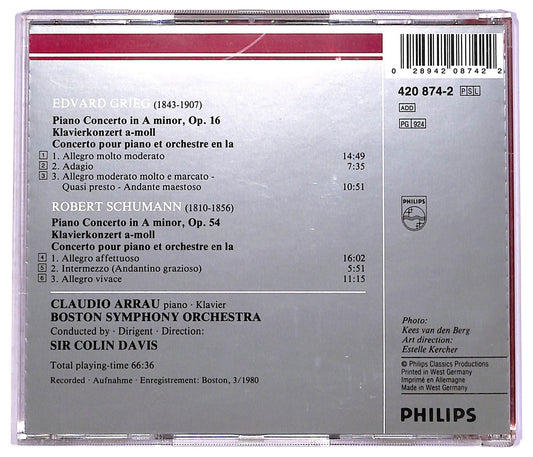 EDVARD GRIEG (1843-1907)
Piano Concerto in A minor, Op. 16
Klavierkonzert a-moll
Concerto pour piano et orchestre en la
1 1. Allegro molto moderato 14:49
2 2. Adagio 7:35
3 3. Allegro moderato molto e marcato -
Quasi presto - Andante maestoso 10:51
ROBERT SCHUMANN (1810-1856)
Piano Concerto in A minor, Op. 54
Klavierkonzert a-moll
Concerto pour piano et orchestre en la
4 1. Allegro affettuoso 16:02
5 2. Intermezzo (Andantino grazioso) 5:51
6 3. Allegro vivace 11:15
CLAUDIO ARRAU piano · Klavier
BOSTON SYMPHONY ORCHESTRA
Conducted by · Dirigent · Direction:
SIR COLIN DAVIS
Total playing-time 66:36
Recorded · Aufnahme · Enregistrement: Boston, 3/1980
0 28942 08742 2
420 874-2 PSL
ADD
PG 924
PHILIPS
Photo:
Kees van den Berg
Art direction:
Estelle Kercher
℗ Philips Classics Productions
Printed in West Germany
Imprimé en Allemagne
Made in West Germany
PHILIPS